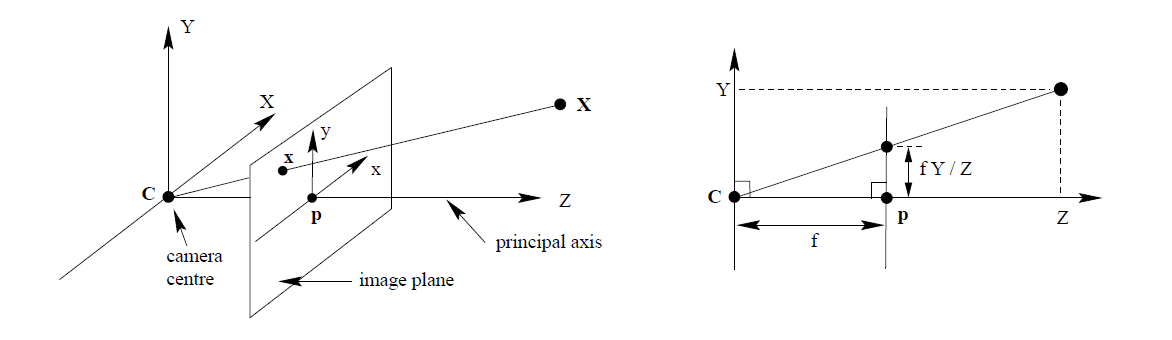 Y
X
X
y
x
x
C
Z
p
principal axis
camera
centre
image plane
Y
f Y / Z
C
p
Z
f